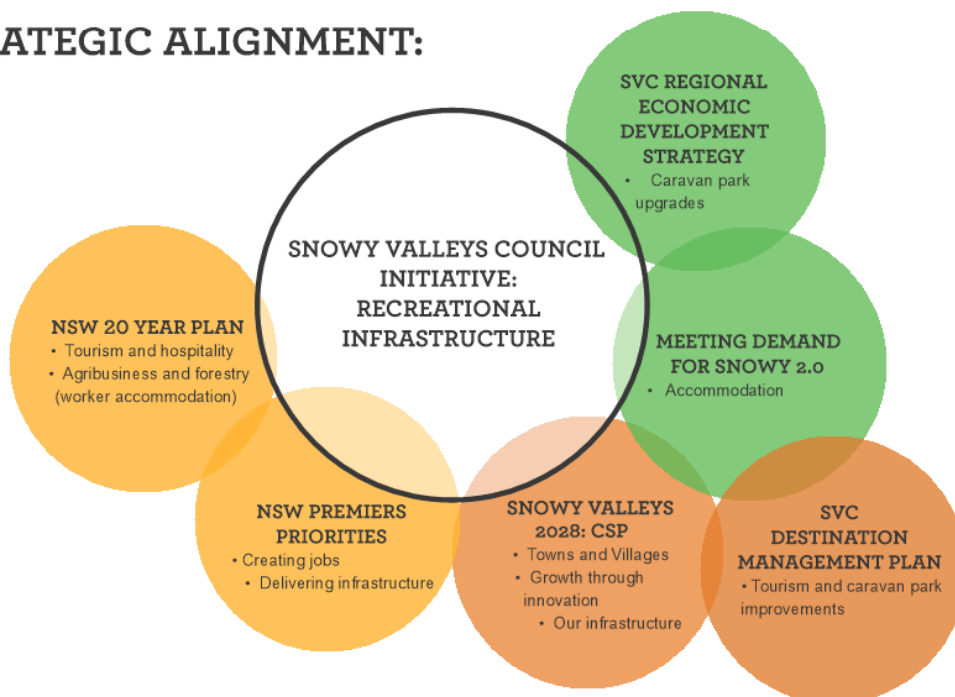 ATEGIC ALIGNMENT:
SVC REGIONAL
ECONOMIC
DEVELOPMENT
STRATEGY
• Caravan park
upgrades
SNOWY VALLEYS COUNCIL
INITIATIVE:
RECREATIONAL
INFRASTRUCTURE
NSW 20 YEAR PLAN
• Tourism and hospitality
• Agribusiness and forestry
(worker accommodation)
MEETING DEMAND
FOR SNOWY 2.0
• Accommodation
NSW PREMIERS
PRIORITIES
• Creating jobs
• Delivering infrastructure
SNOWY VALLEYS
2028: CSP
• Towns and Villages
• Growth through
innovation
• Our infrastructure
SVC
DESTINATION
MANAGEMENT PLAN
• Tourism and caravan park
improvements